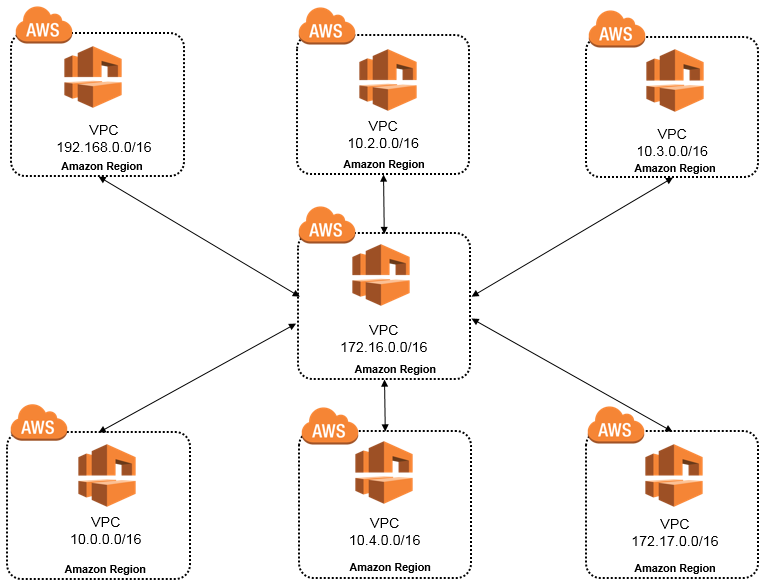 AWS
VPC
192.168.0.0/16
Amazon Region
AWS
VPC
10.2.0.0/16
Amazon Region
AWS
VPC
10.3.0.0/16
Amazon Region
AWS
VPC
172.16.0.0/16
Amazon Region
AWS
VPC
10.0.0.0/16
Amazon Region
AWS
VPC
10.4.0.0/16
Amazon Region
AWS
VPC
172.17.0.0/16
Amazon Region